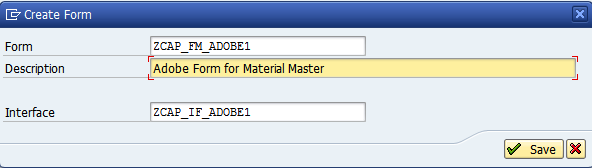 Create Form
Form ZCAP_FM_ADOBE1
Description Adobe Form for Material Master
Interface ZCAP_IF_ADOBE1
Save